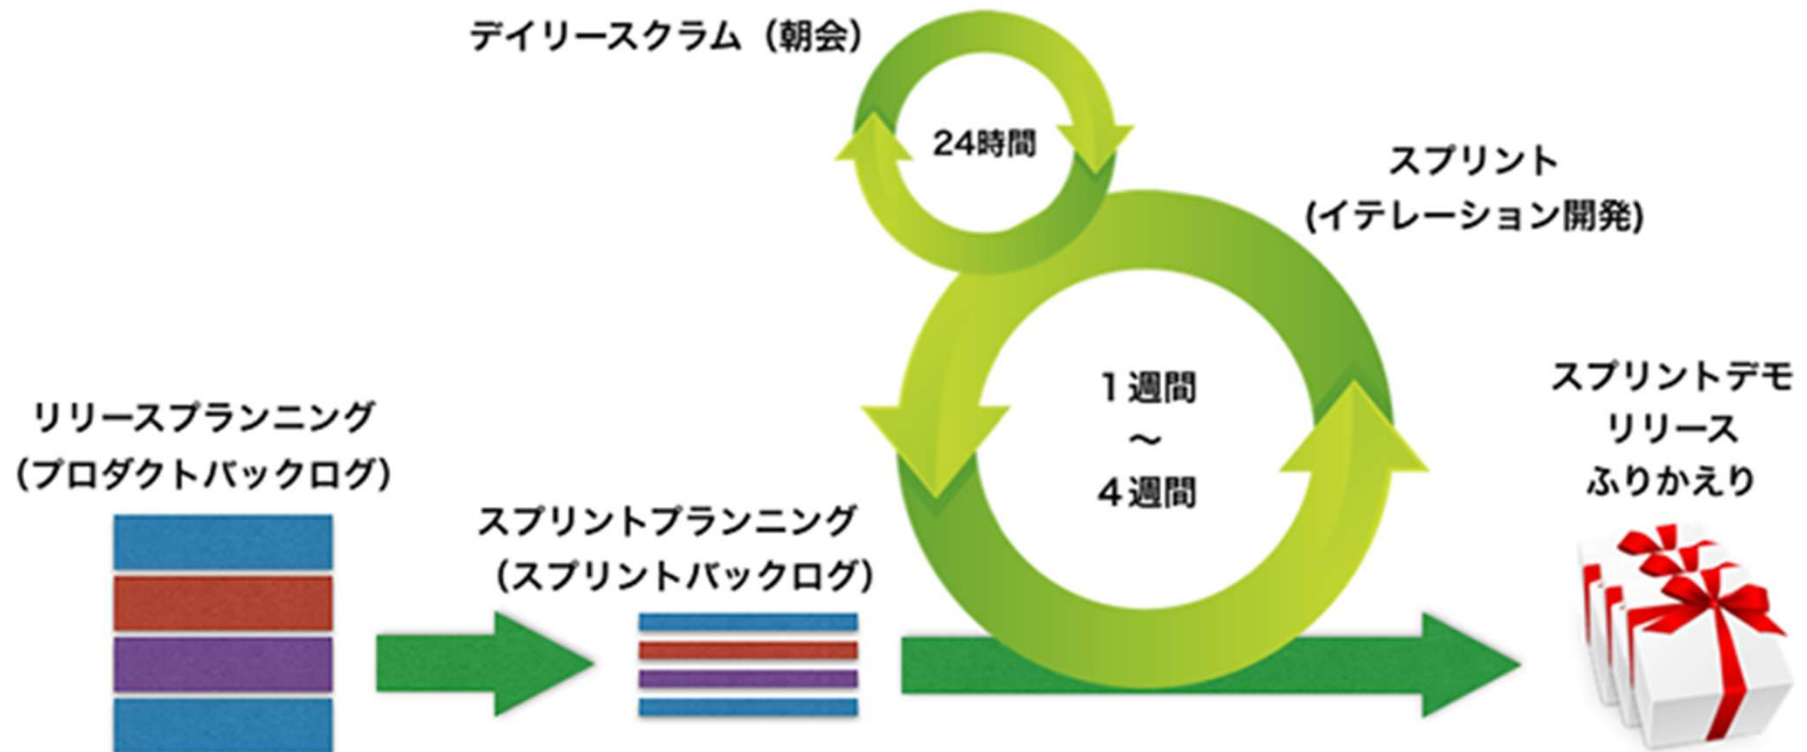 デイリースクラム（朝会）
24時間
スプリント
(イテレーション開発)
1週間
～
4週間
リリースプランニング
（プロダクトバックログ）
スプリントプランニング
（スプリントバックログ）
スプリントデモ
リリース
ふりかえり